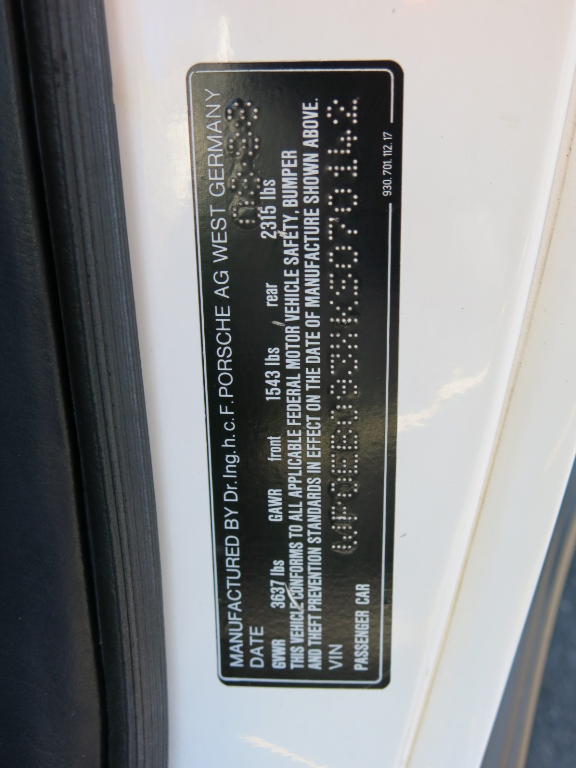 MANUFACTURED BY Dr. Ing. h. c. F. PORSCHE AG WEST GERMANY
DATE
GVWR 3637 lbs GAWR front 1543 lbs rear 2315 lbs
THIS VEHICLE CONFORMS TO ALL APPLICABLE FEDERAL MOTOR VEHICLE SAFETY, BUMPER
AND THEFT PREVENTION STANDARDS IN EFFECT ON THE DATE OF MANUFACTURE SHOWN ABOVE.
VIN WP0EB093XKS070142
PASSENGER CAR
930. 701. 112. 17